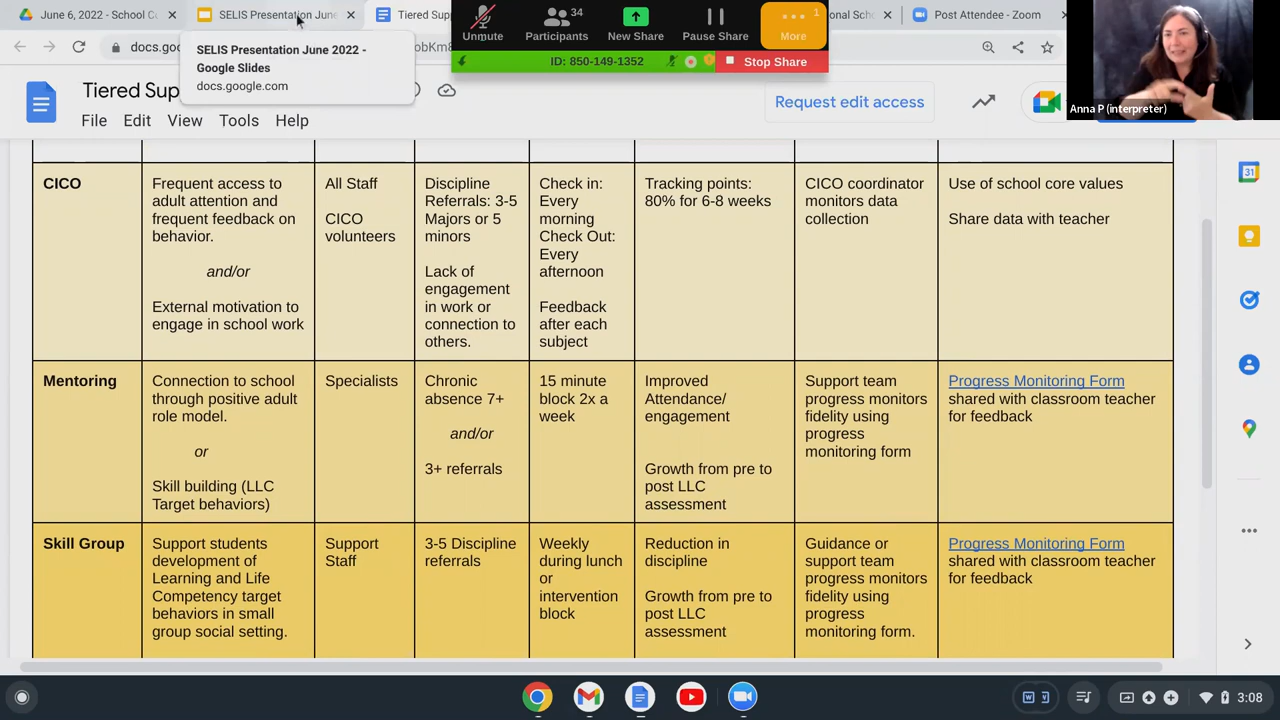 June 6, 2022 - School C
SELIS Presentation June
Tiered Sup
onal Sch
Post Attendee - Zoom
Unmute
Participants
34
New Share
Pause Share
More
1
ID: 850-149-1352
Stop Share
docs.goo
obKm8
SELIS Presentation June 2022 -
Google Slides
docs.google.com
Anna P (interpreter)
Tiered Sup
Request edit access
File Edit View Tools Help
CICO
Frequent access to
adult attention and
frequent feedback on
behavior.
and/or
External motivation to
engage in school work
All Staff
CICO
volunteers
Discipline
Referrals: 3-5
Majors or 5
minors
Lack of
engagement
in work or
connection to
others.
Check in:
Every
morning
Check Out:
Every
afternoon
Feedback
after each
subject
Tracking points:
80% for 6-8 weeks
CICO coordinator
monitors data
collection
Use of school core values
Share data with teacher
Mentoring
Connection to school
through positive adult
role model.
or
Skill building (LLC
Target behaviors)
Specialists
Chronic
absence 7+
and/or
3+ referrals
15 minute
block 2x a
week
Improved
Attendance/
engagement
Growth from pre to
post LLC
assessment
Support team
progress monitors
fidelity using
progress
monitoring form
Progress Monitoring Form
shared with classroom teacher
for feedback
Skill Group
Support students
development of
Learning and Life
Competency target
behaviors in small
group social setting.
Support
Staff
3-5 Discipline
referrals
Weekly
during lunch
or
intervention
block
Reduction in
discipline
Growth from pre to
post LLC
assessment
Guidance or
support team
progress monitors
fidelity using
progress
monitoring form.
Progress Monitoring Form
shared with classroom teacher
for feedback
31
W
3:08